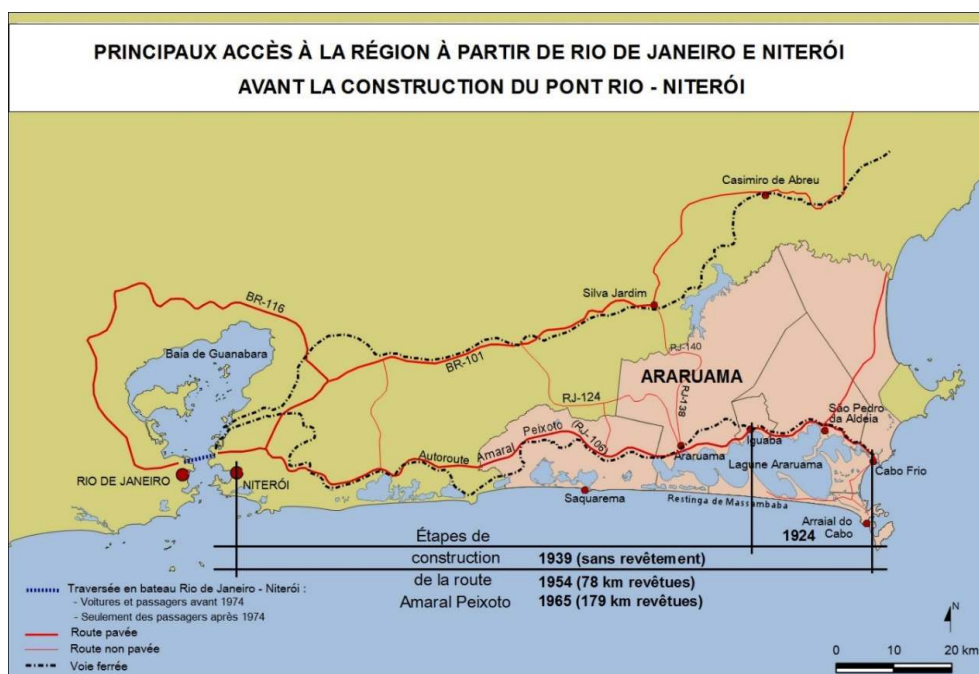 PRINCIPAUX ACCÈS À LA RÉGION À PARTIR DE RIO DE JANEIRO E NITERÓI
AVANT LA CONSTRUCTION DU PONT RIO - NITERÓI
Casimiro de Abreu
Silva Jardim
BR-116
Baia de Guanabara
BR-101
RJ-140
ARARUAMA
RJ-124
RJ-138
São Pedro
da Aldeia
Autoroute Amaral Peixoto (RJ-106)
Araruama
Iguaba
Lagune Araruama
Cabo Frio
RIO DE JANEIRO
NITERÓI
Saquarema
Restinga de Massambaba
Arraial do
Cabo
Étapes de
construction
de la route
Amaral Peixoto
1924
1939 (sans revêtement)
1954 (78 km revêtues)
1965 (179 km revêtues)
Traversée en bateau Rio de Janeiro - Niterói :
- Voitures et passagers avant 1974
- Seulement des passagers après 1974
Route pavée
Route non pavée
Voie ferrée
N
0 10 20 km